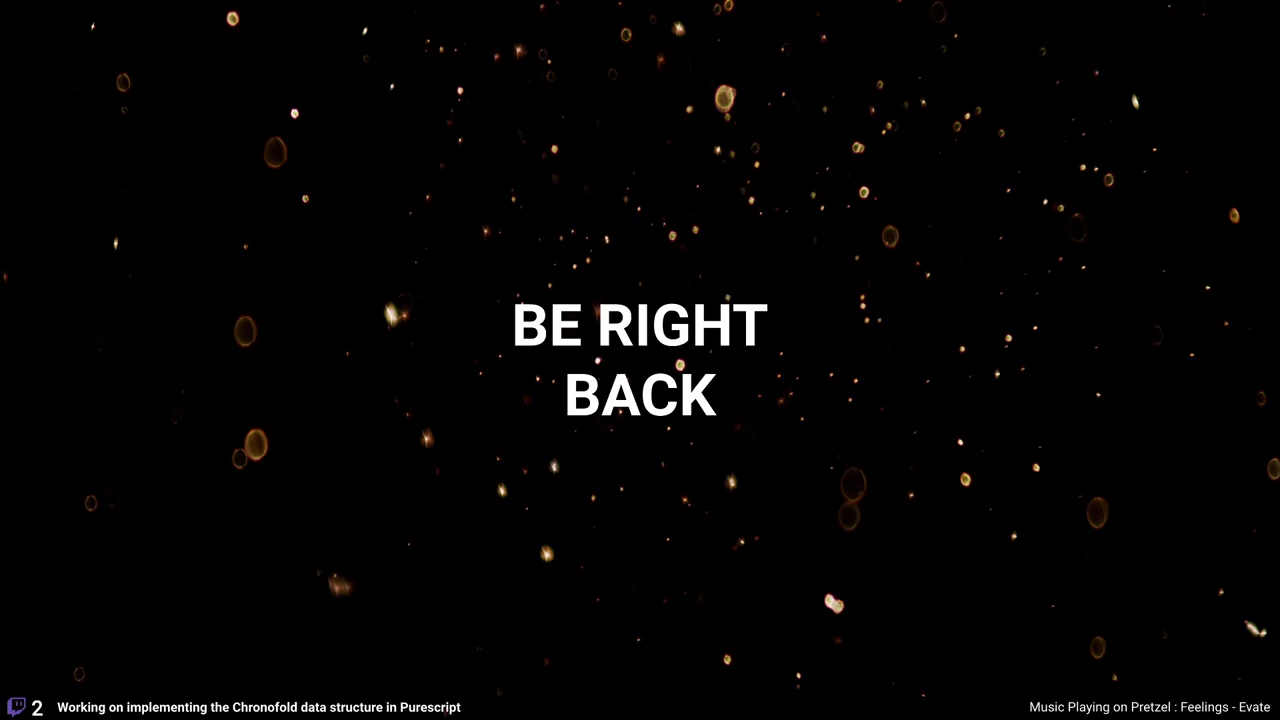 BE RIGHT
BACK
2 Working on implementing the Chronofold data structure in Purescript
Music Playing on Pretzel : Feelings - Evate